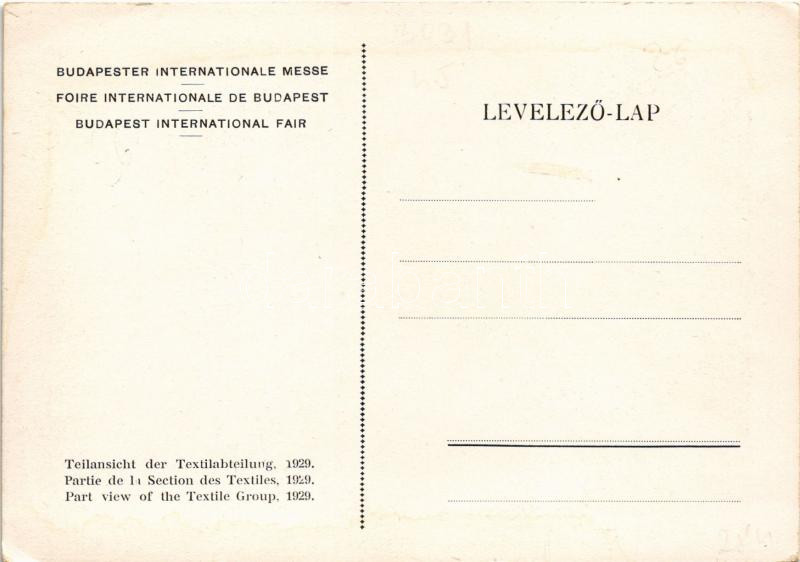 BUDAPESTER INTERNATIONALE MESSE
FOIRE INTERNATIONALE DE BUDAPEST
BUDAPEST INTERNATIONAL FAIR
LEVELEZŐ-LAP
Teilansicht der Textilabteilung, 1929.
Partie de la Section des Textiles, 1929.
Part view of the Textile Group, 1929.